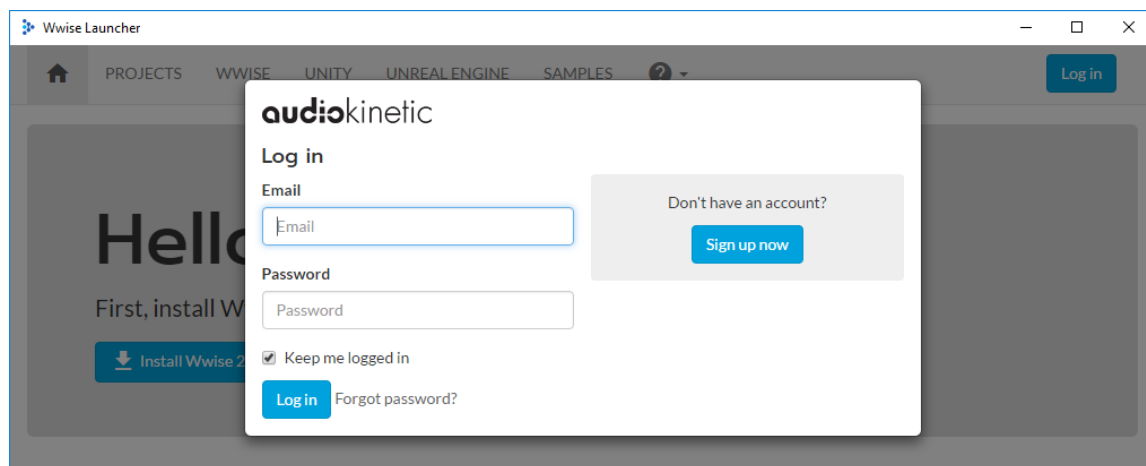 Wwise Launcher
PROJECTS WWISE UNITY UNREAL ENGINE SAMPLES ? Log in
audiokinetic
Log in
Email
Email
Password
Password
Keep me logged in
Log in Forgot password?
Don't have an account?
Sign up now
Hello
First, install W
Install Wwise 2